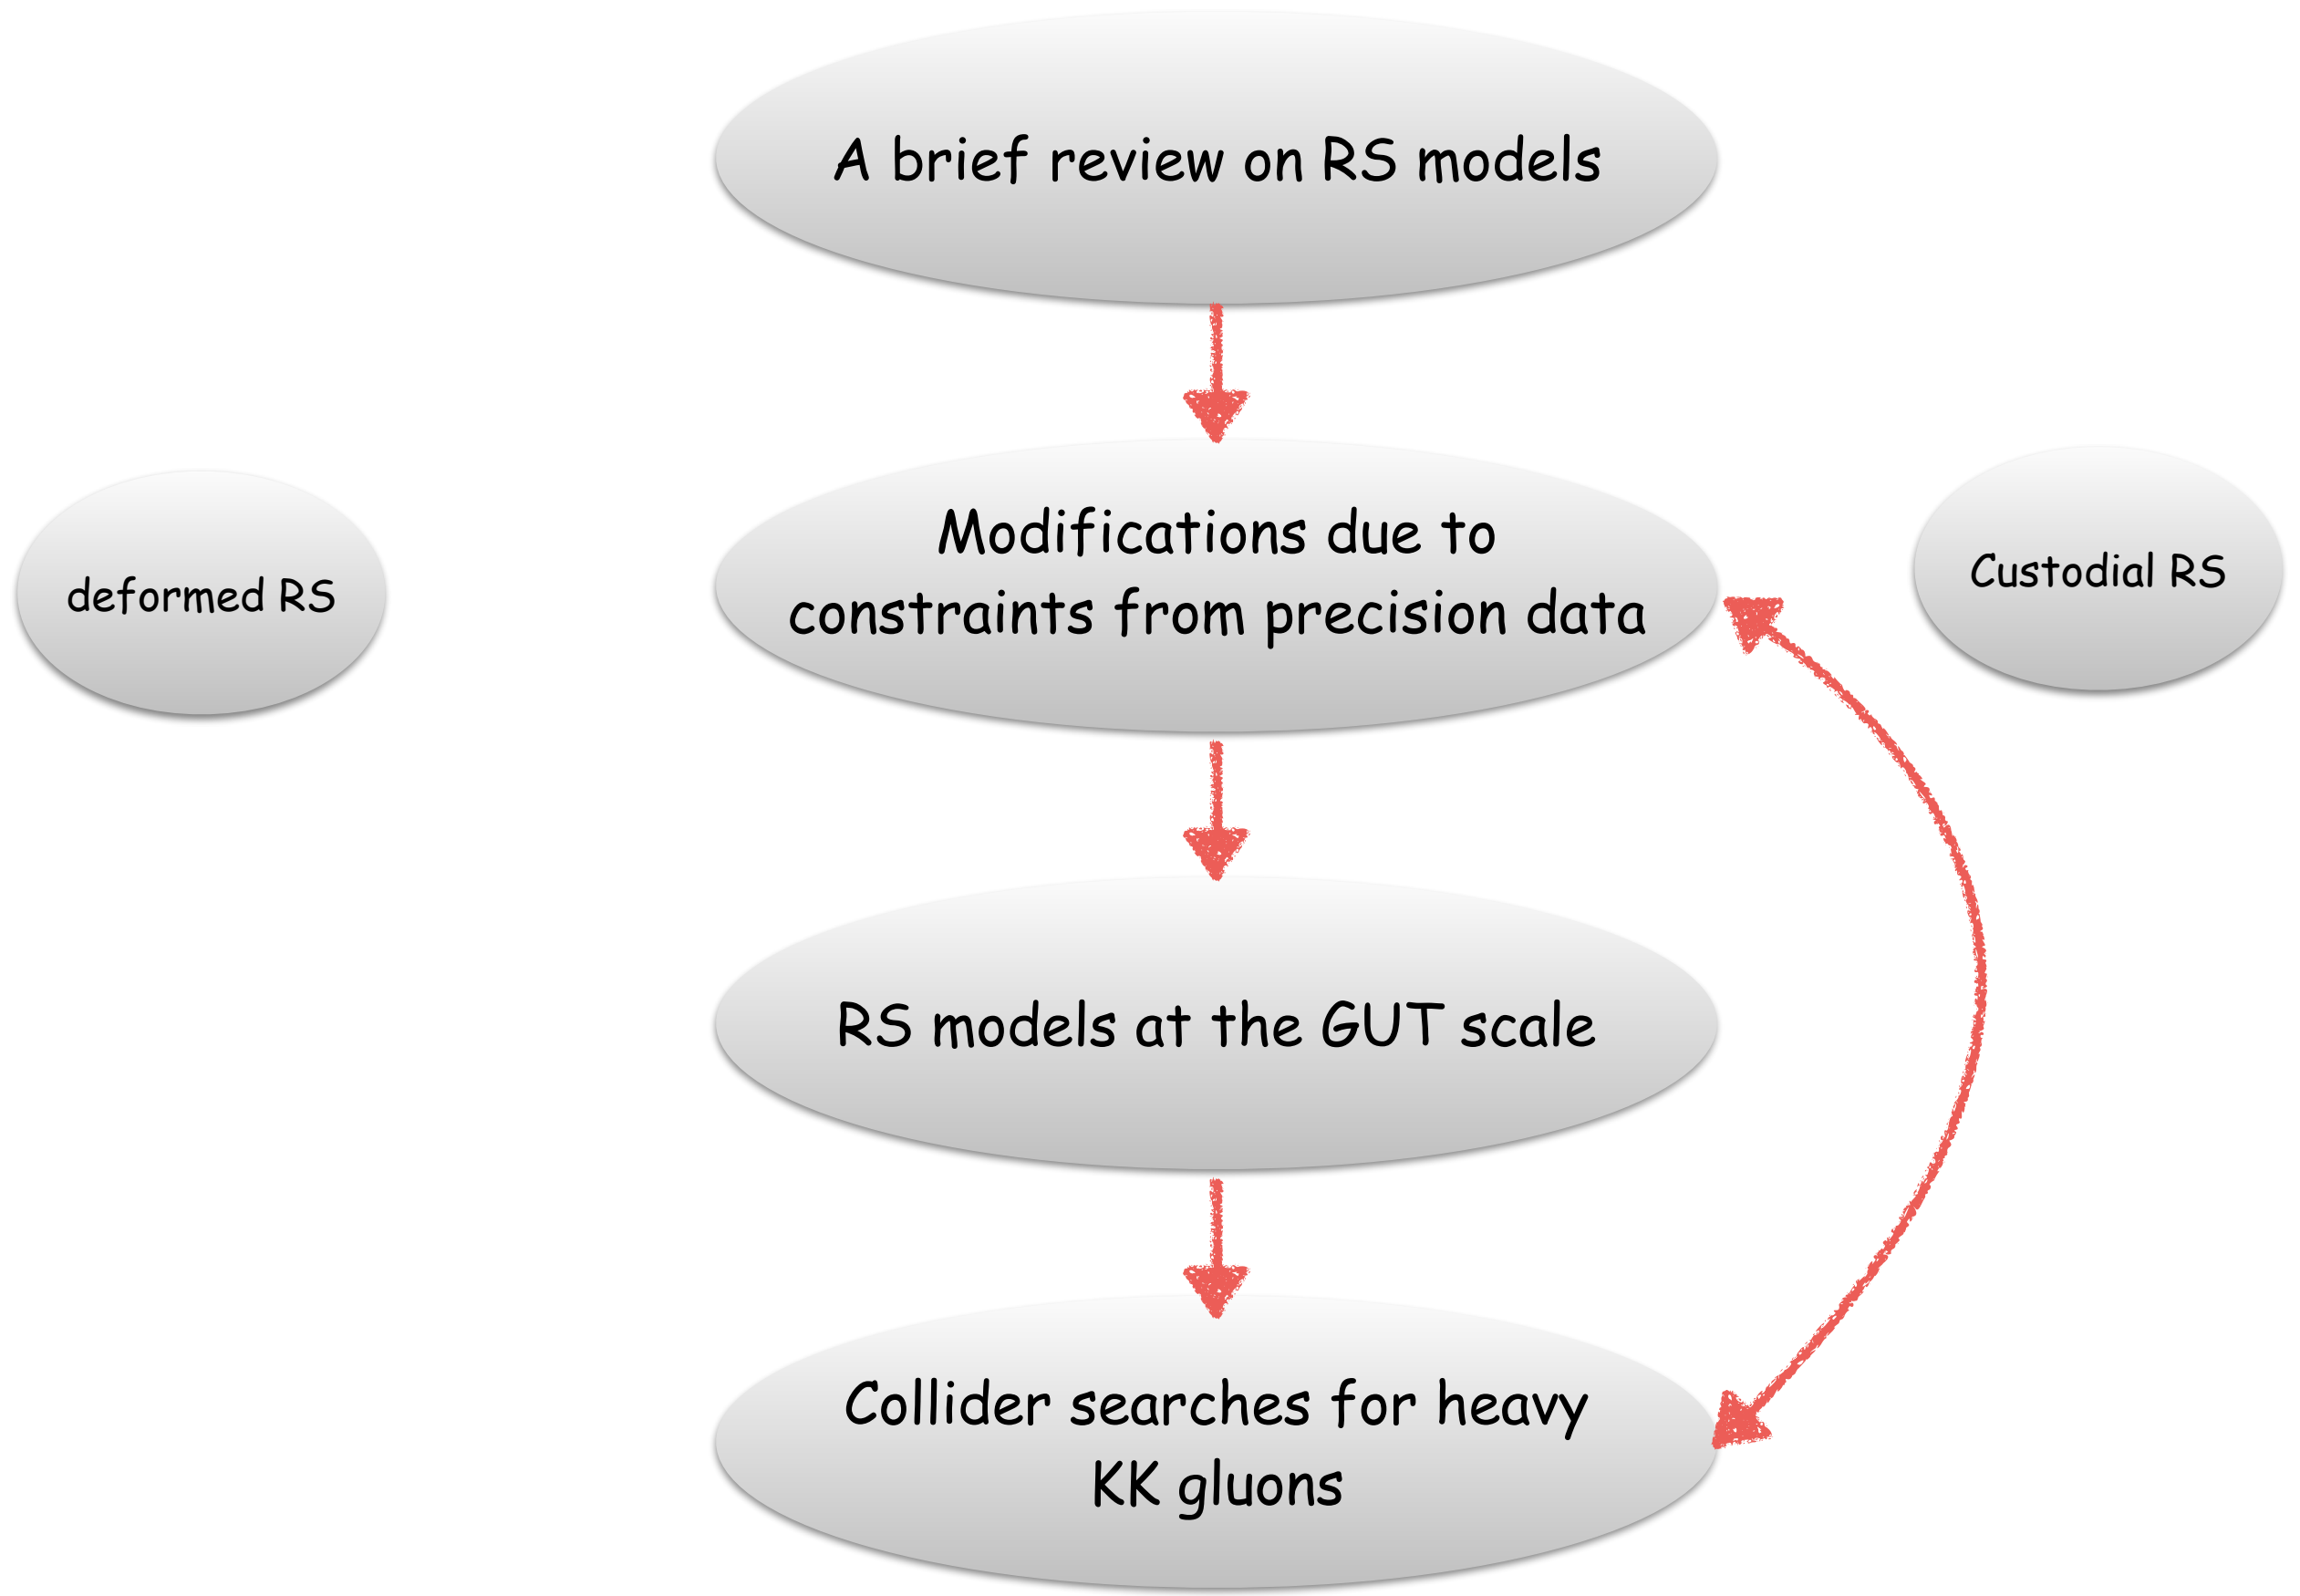 A brief review on RS models
Modifications due to
constraints from precision data
deformed RS
Custodial RS
RS models at the GUT scale
Collider searches for heavy
KK gluons